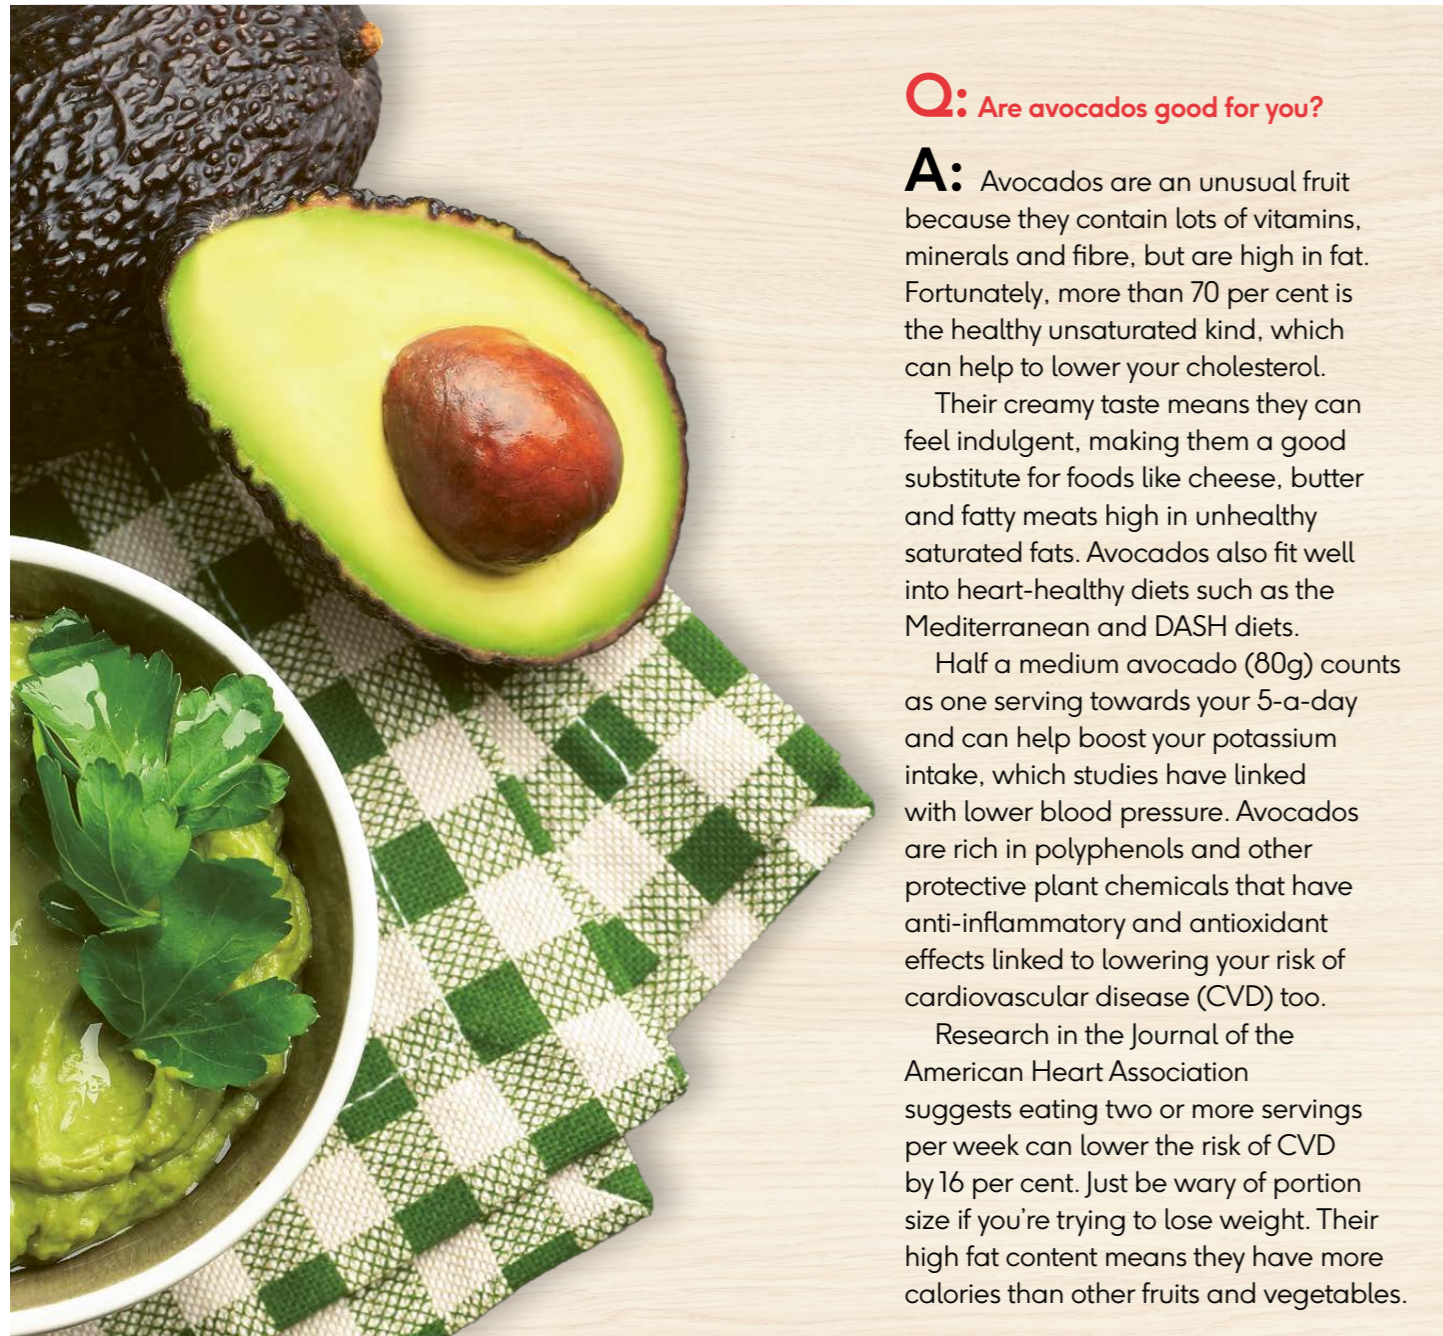 Q: Are avocados good for you?
A: Avocados are an unusual fruit
because they contain lots of vitamins,
minerals and fibre, but are high in fat.
Fortunately, more than 70 per cent is
the healthy unsaturated kind, which
can help to lower your cholesterol.
Their creamy taste means they can
feel indulgent, making them a good
substitute for foods like cheese, butter
and fatty meats high in unhealthy
saturated fats. Avocados also fit well
into heart-healthy diets such as the
Mediterranean and DASH diets.
Half a medium avocado (80g) counts
as one serving towards your 5-a-day
and can help boost your potassium
intake, which studies have linked
with lower blood pressure. Avocados
are rich in polyphenols and other
protective plant chemicals that have
anti-inflammatory and antioxidant
effects linked to lowering your risk of
cardiovascular disease (CVD) too.
Research in the Journal of the
American Heart Association
suggests eating two or more servings
per week can lower the risk of CVD
by 16 per cent. Just be wary of portion
size if you're trying to lose weight. Their
high fat content means they have more
calories than other fruits and vegetables.